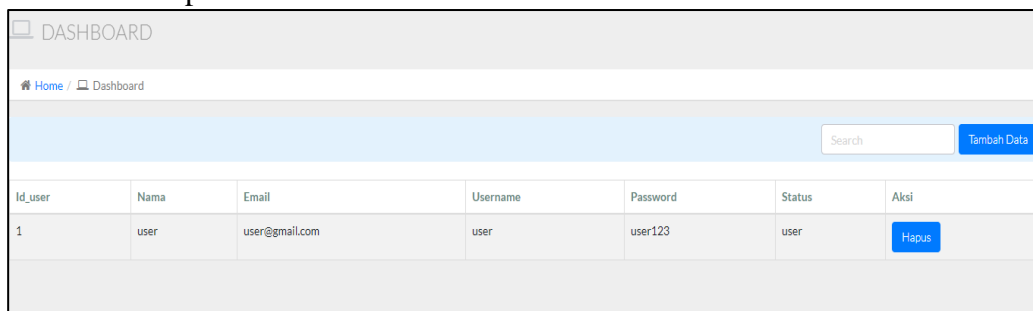 DASHBOARD
Home / Dashboard
Search Tambah Data
Id_user Nama Email Username Password Status Aksi
1 user user@gmail.com user user123 user Hapus